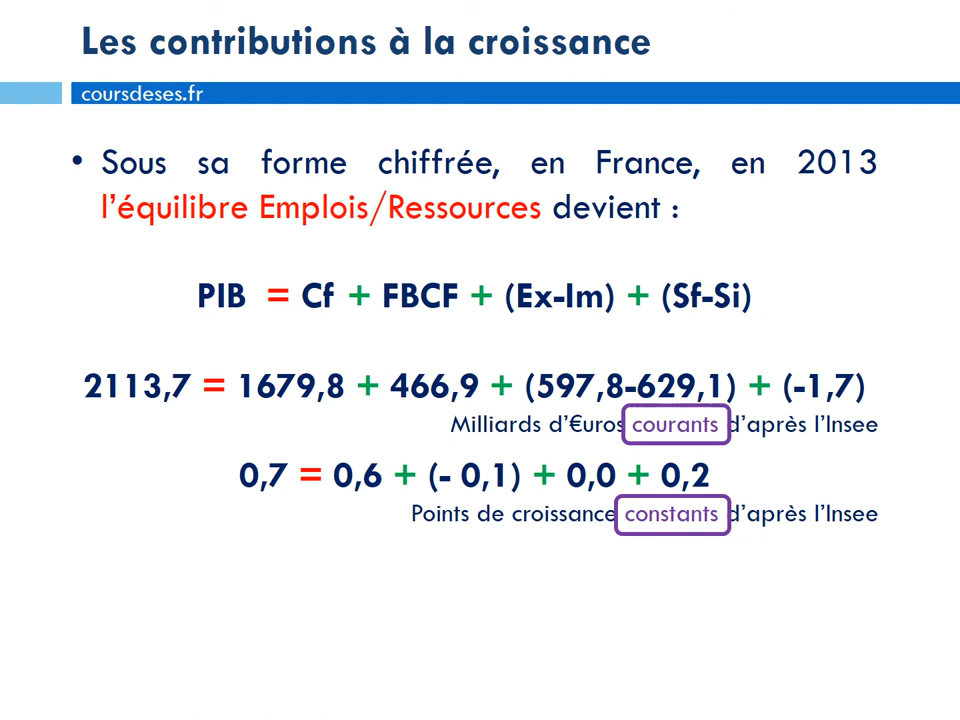 Les contributions à la croissance
coursdeses.fr
• Sous sa forme chiffrée, en France, en 2013
l'équilibre Emplois/Ressources devient :
PIB = Cf + FBCF + (Ex-Im) + (Sf-Si)
2113,7 = 1679,8 + 466,9 + (597,8-629,1) + (-1,7)
Milliards d'€uros courants d'après l'Insee
0,7 = 0,6 + (- 0,1) + 0,0 + 0,2
Points de croissance constants d'après l'Insee